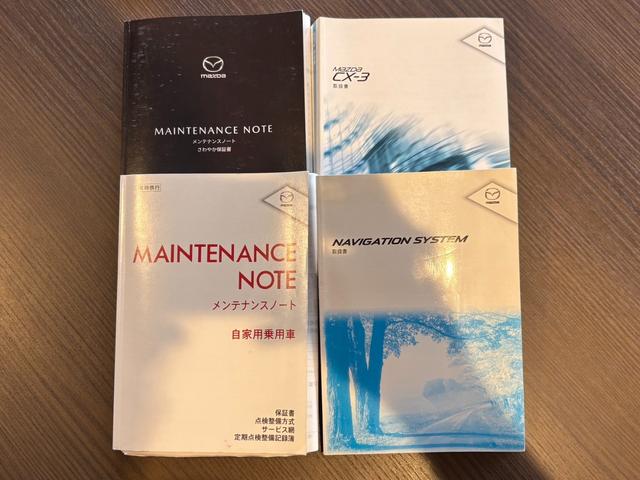 mazda
MAINTENANCE NOTE
メンテナンスノート
さわやか保証書
mazda
mazda
CX-3
取扱書
MAINTENANCE
NOTE
メンテナンスノート
自家用乗用車
保証書
点検整備方式
サービス網
定期点検整備記録簿
mazda
NAVIGATION SYSTEM
取扱書